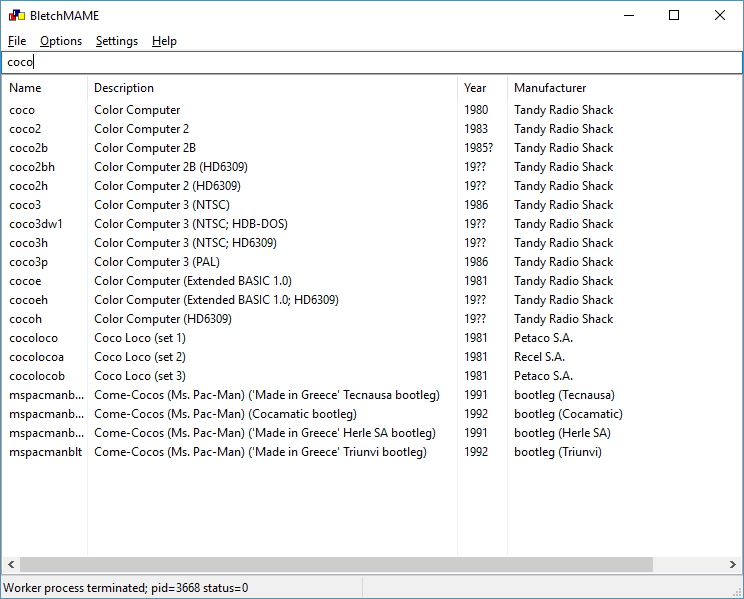 BletchMAME
File Options Settings Help
coco
Name Description Year Manufacturer
coco Color Computer 1980 Tandy Radio Shack
coco2 Color Computer 2 1983 Tandy Radio Shack
coco2b Color Computer 2B 1985? Tandy Radio Shack
coco2bh Color Computer 2B (HD6309) 19?? Tandy Radio Shack
coco2h Color Computer 2 (HD6309) 19?? Tandy Radio Shack
coco3 Color Computer 3 (NTSC) 1986 Tandy Radio Shack
coco3dw1 Color Computer 3 (NTSC; HDB-DOS) 19?? Tandy Radio Shack
coco3h Color Computer 3 (NTSC; HD6309) 19?? Tandy Radio Shack
coco3p Color Computer 3 (PAL) 1986 Tandy Radio Shack
cocoe Color Computer (Extended BASIC 1.0) 1981 Tandy Radio Shack
cocoeh Color Computer (Extended BASIC 1.0; HD6309) 19?? Tandy Radio Shack
cocoh Color Computer (HD6309) 19?? Tandy Radio Shack
cocoloco Coco Loco (set 1) 1981 Petaco S.A.
cocolocoa Coco Loco (set 2) 1981 Recel S.A.
cocolocob Coco Loco (set 3) 1981 Petaco S.A.
mspacmanb... Come-Cocos (Ms. Pac-Man) ('Made in Greece' Tecnausa bootleg) 1991 bootleg (Tecnausa)
mspacmanb... Come-Cocos (Ms. Pac-Man) (Cocamatic bootleg) 1992 bootleg (Cocamatic)
mspacmanb... Come-Cocos (Ms. Pac-Man) ('Made in Greece' Herle SA bootleg) 1991 bootleg (Herle SA)
mspacmanblt Come-Cocos (Ms. Pac-Man) ('Made in Greece' Triunvi bootleg) 1992 bootleg (Triunvi)
Worker process terminated; pid=3668 status=0